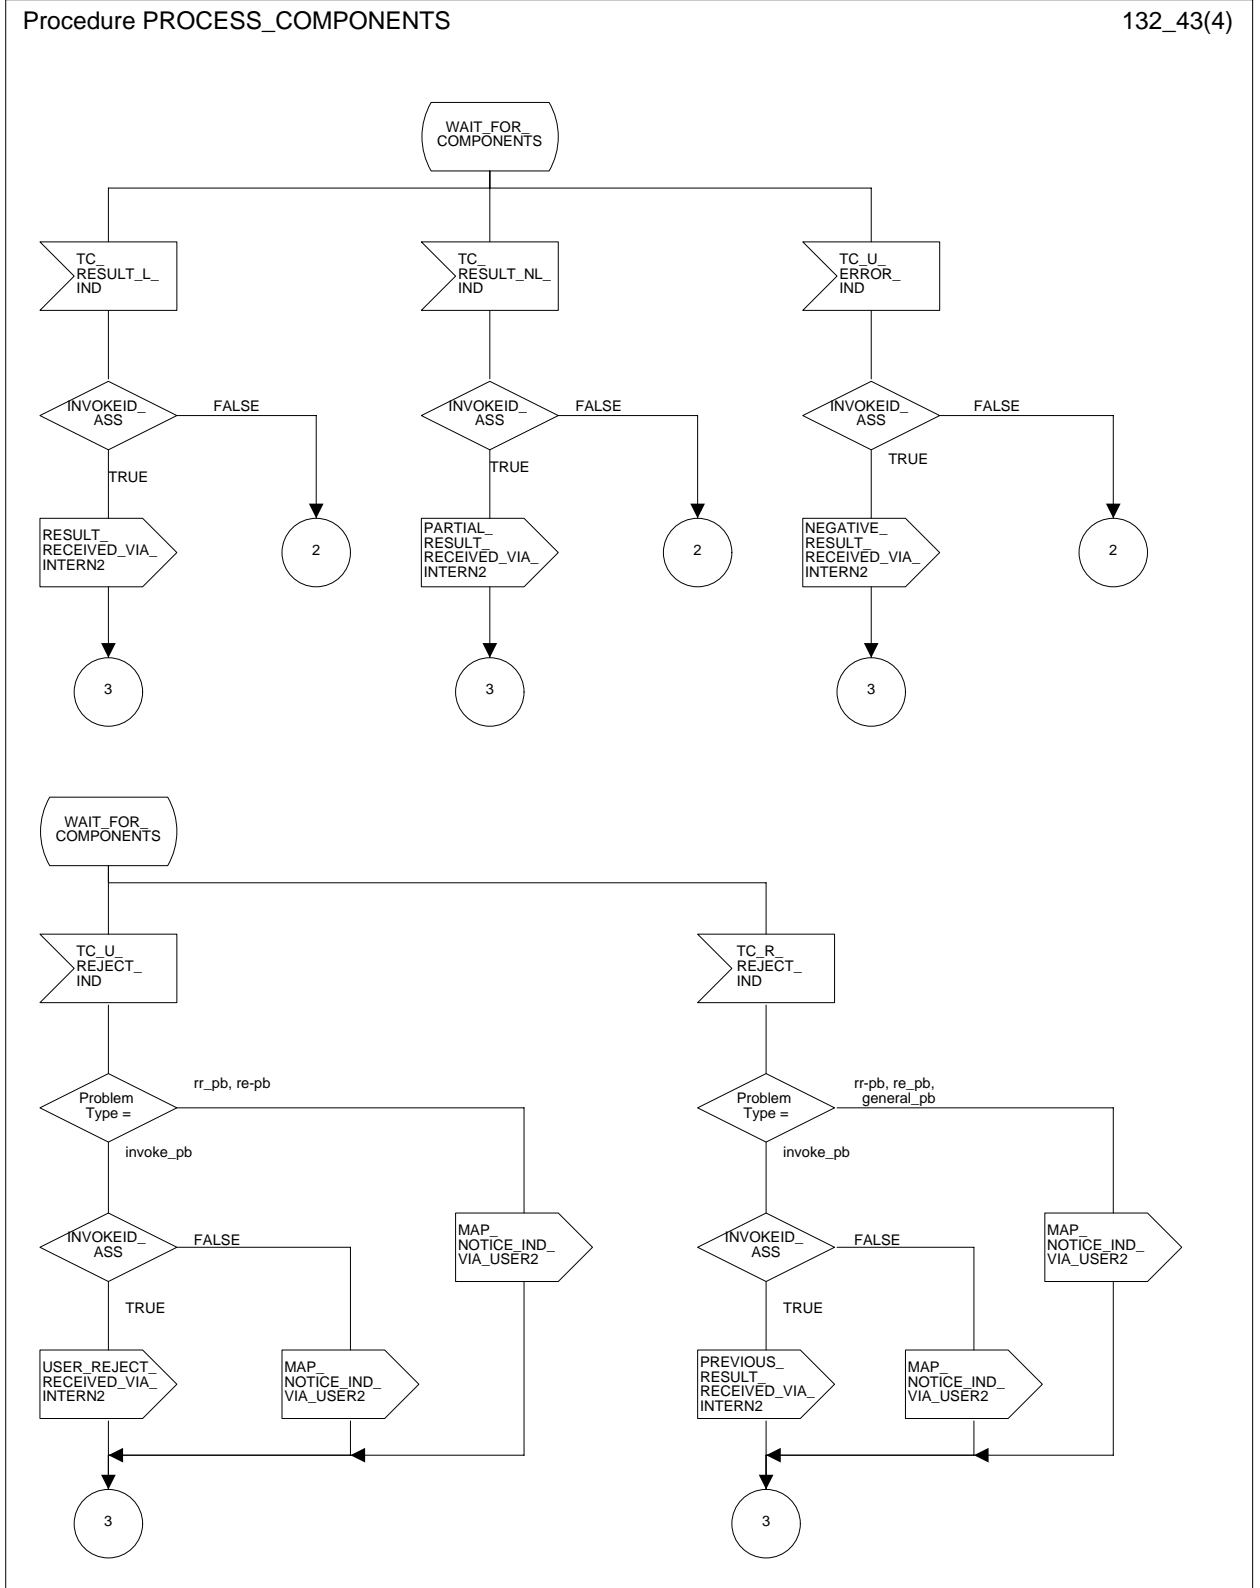 Procedure PROCESS_COMPONENTS
132_43(4)
WAIT_FOR_
COMPONENTS
TC_
RESULT_L_
IND
TC_
RESULT_NL_
IND
TC_U_
ERROR_
IND
INVOKEID_
ASS
FALSE
INVOKEID_
ASS
FALSE
INVOKEID_
ASS
FALSE
TRUE
TRUE
TRUE
RESULT_
RECEIVED_VIA_
INTERN2
2
PARTIAL_
RESULT_
RECEIVED_VIA_
INTERN2
2
NEGATIVE_
RESULT_
RECEIVED_VIA_
INTERN2
2
3
3
3
WAIT_FOR_
COMPONENTS
TC_U_
REJECT_
IND
TC_R_
REJECT_
IND
Problem
Type =
rr_pb, re-pb
Problem
Type =
rr-pb, re_pb,
general_pb
invoke_pb
invoke_pb
INVOKEID_
ASS
FALSE
MAP_
NOTICE_IND_
VIA_USER2
INVOKEID_
ASS
FALSE
MAP_
NOTICE_IND_
VIA_USER2
TRUE
TRUE
USER_REJECT_
RECEIVED_VIA_
INTERN2
MAP_
NOTICE_IND_
VIA_USER2
PREVIOUS_
RESULT_
RECEIVED_VIA_
INTERN2
MAP_
NOTICE_IND_
VIA_USER2
3
3